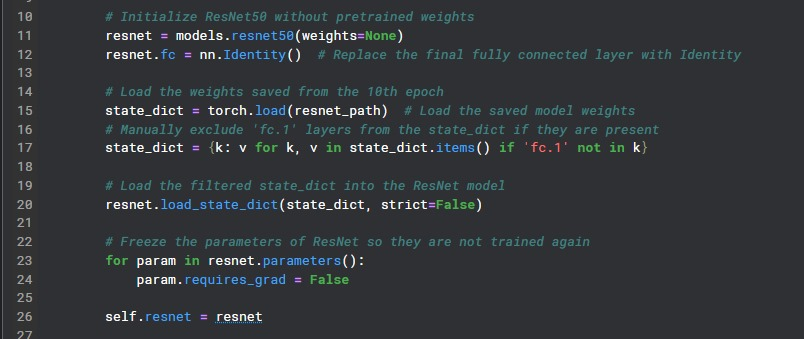 10 # Initialize ResNet50 without pretrained weights
11 resnet = models.resnet50(weights=None)
12 resnet.fc = nn.Identity()  # Replace the final fully connected layer with Identity
13
14 # Load the weights saved from the 10th epoch
15 state_dict = torch.load(resnet_path)  # Load the saved model weights
16 # Manually exclude 'fc.1' layers from the state_dict if they are present
17 state_dict = {k: v for k, v in state_dict.items() if 'fc.1' not in k}
18
19 # Load the filtered state_dict into the ResNet model
20 resnet.load_state_dict(state_dict, strict=False)
21
22 # Freeze the parameters of ResNet so they are not trained again
23 for param in resnet.parameters():
24     param.requires_grad = False
25
26 self.resnet = resnet
27